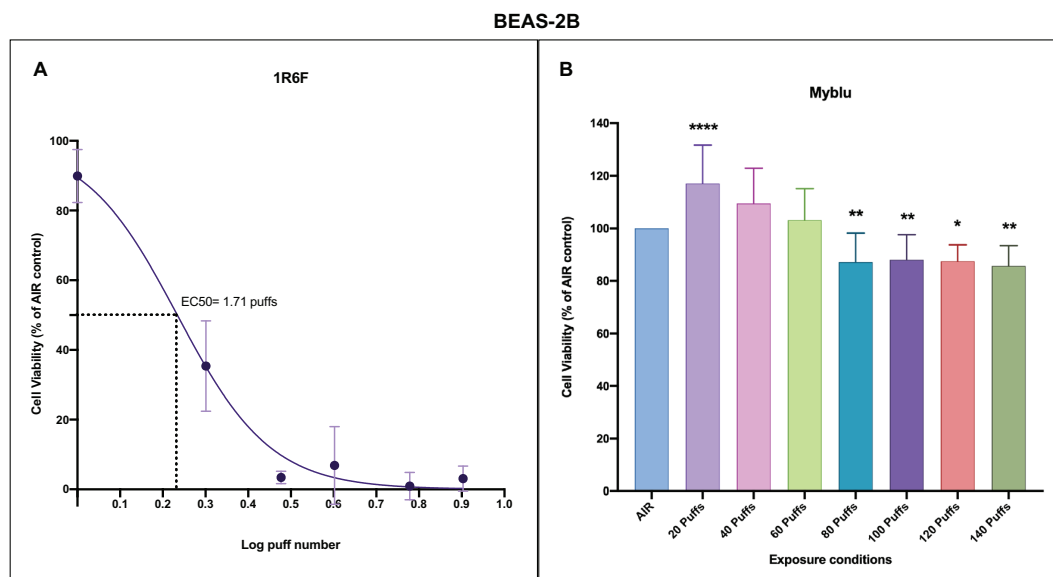 BEAS-2B
A
1R6F
Cell Viability (% of AIR control)
100
80
60
40
20
0
EC50= 1.71 puffs
0.1 0.2 0.3 0.4 0.5 0.6 0.7 0.8 0.9 1.0
Log puff number
B
Myblu
Cell Viability (% of AIR control)
140
120
100
80
60
40
20
0
****
** ** * **
AIR 20 Puffs 40 Puffs 60 Puffs 80 Puffs 100 Puffs 120 Puffs 140 Puffs
Exposure conditions